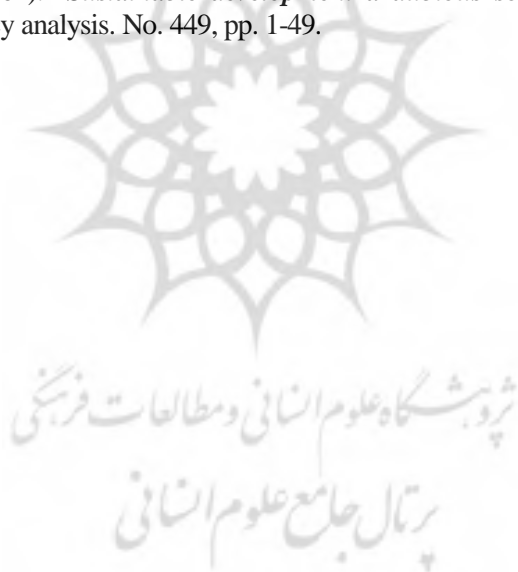 y analysis. No. 449, pp. 1-49.
پژوهشگاه علوم انسانی و مطالعات فرهنگی
پرتال جامع علوم انسانی